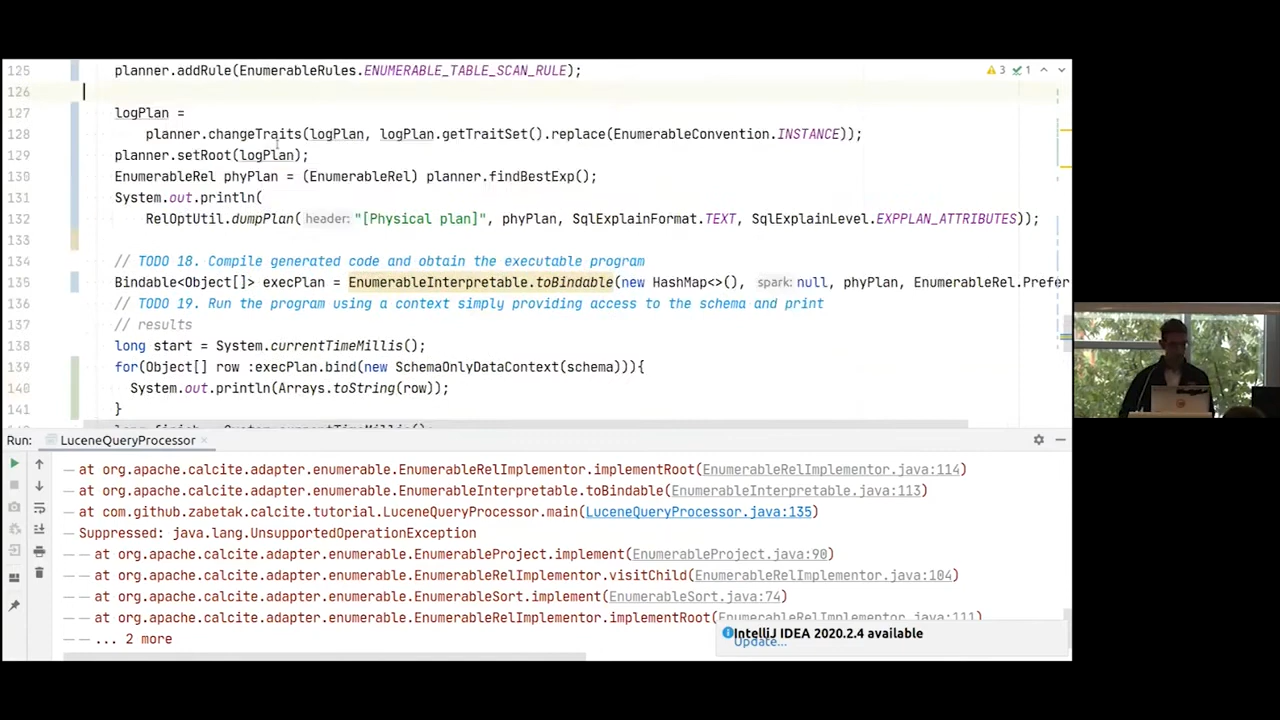 125 planner.addRule(EnumerableRules.ENUMERABLE_TABLE_SCAN_RULE);
3 1
126
127 logPlan =
128 planner.changeTraits(logPlan, logPlan.getTraitSet().replace(EnumerableConvention.INSTANCE));
129 planner.setRoot(logPlan);
130 EnumerableRel phyPlan = (EnumerableRel) planner.findBestExp();
131 System.out.println(
132 RelOptUtil.dumpPlan( header: "[Physical plan]", phyPlan, SqlExplainFormat.TEXT, SqlExplainLevel.EXPPLAN_ATTRIBUTES));
133
134 // TODO 18. Compile generated code and obtain the executable program
135 Bindable<Object[]> execPlan = EnumerableInterpretable.toBindable(new HashMap<>(), spark: null, phyPlan, EnumerableRel.Prefer
136 // TODO 19. Run the program using a context simply providing access to the schema and print
137 // results
138 long start = System.currentTimeMillis();
139 for(Object[] row :execPlan.bind(new SchemaOnlyDataContext(schema))){
140 System.out.println(Arrays.toString(row));
141 }
Run: LuceneQueryProcessor ×
at org.apache.calcite.adapter.enumerable.EnumerableRelImplementor.implementRoot(EnumerableRelImplementor.java:114)
at org.apache.calcite.adapter.enumerable.EnumerableInterpretable.toBindable(EnumerableInterpretable.java:113)
at com.github.zabetak.calcite.tutorial.LuceneQueryProcessor.main(LuceneQueryProcessor.java:135)
Suppressed: java.lang.UnsupportedOperationException
at org.apache.calcite.adapter.enumerable.EnumerableProject.implement(EnumerableProject.java:90)
at org.apache.calcite.adapter.enumerable.EnumerableRelImplementor.visitChild(EnumerableRelImplementor.java:104)
at org.apache.calcite.adapter.enumerable.EnumerableSort.implement(EnumerableSort.java:74)
at org.apache.calcite.adapter.enumerable.EnumerableRelImplementor.implementRoot(EnumerableRelImplementor.java:111)
... 2 more
IntelliJ IDEA 2020.2.4 available
Update...